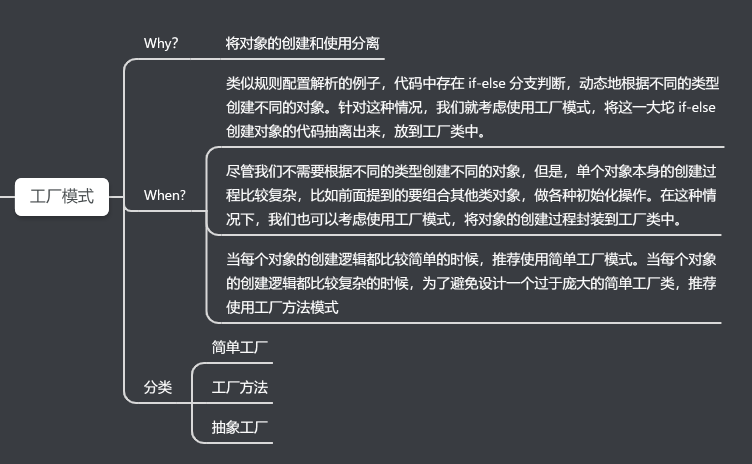 工厂模式
Why?
将对象的创建和使用分离
When?
类似规则配置解析的例子，代码中存在 if-else 分支判断，动态地根据不同的类型
创建不同的对象。针对这种情况，我们就考虑使用工厂模式，将这一大坨 if-else
创建对象的代码抽离出来，放到工厂类中。
尽管我们不需要根据不同的类型创建不同的对象，但是，单个对象本身的创建过
程比较复杂，比如前面提到的要组合其他类对象，做各种初始化操作。在这种情
况下，我们也可以考虑使用工厂模式，将对象的创建过程封装到工厂类中。
当每个对象的创建逻辑都比较简单的时候，推荐使用简单工厂模式。当每个对象
的创建逻辑都比较复杂的时候，为了避免设计一个过于庞大的简单工厂类，推荐
使用工厂方法模式
分类
简单工厂
工厂方法
抽象工厂